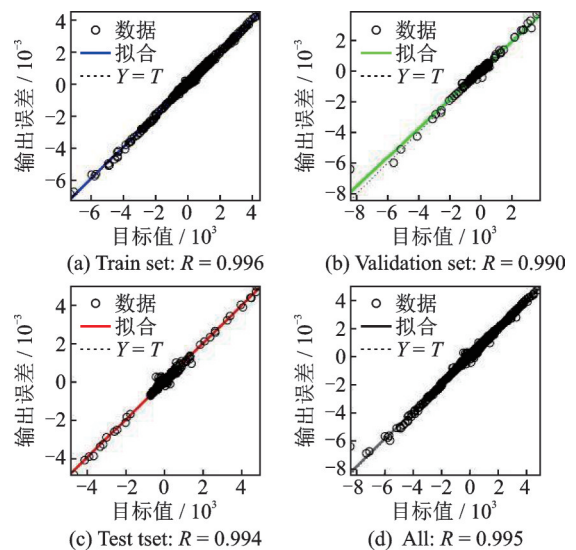 4
2
0
−2
−4
−6
输出误差 / 10⁻³
数据
拟合
Y = T
−6 −4 −2 0 2 4
目标值 / 10³
(a) Train set: R = 0.996
2
0
−2
−4
−6
−8
输出误差 / 10⁻³
数据
拟合
Y = T
−8 −6 −4 −2 0 2
目标值 / 10³
(b) Validation set: R = 0.990
4
2
0
−2
−4
输出误差 / 10⁻³
数据
拟合
Y = T
−4 −2 0 2 4
目标值 / 10³
(c) Test tset: R = 0.994
4
2
0
−2
−4
−6
−8
输出误差 / 10⁻³
数据
拟合
Y = T
−8 −4 0 4
目标值 / 10³
(d) All: R = 0.995